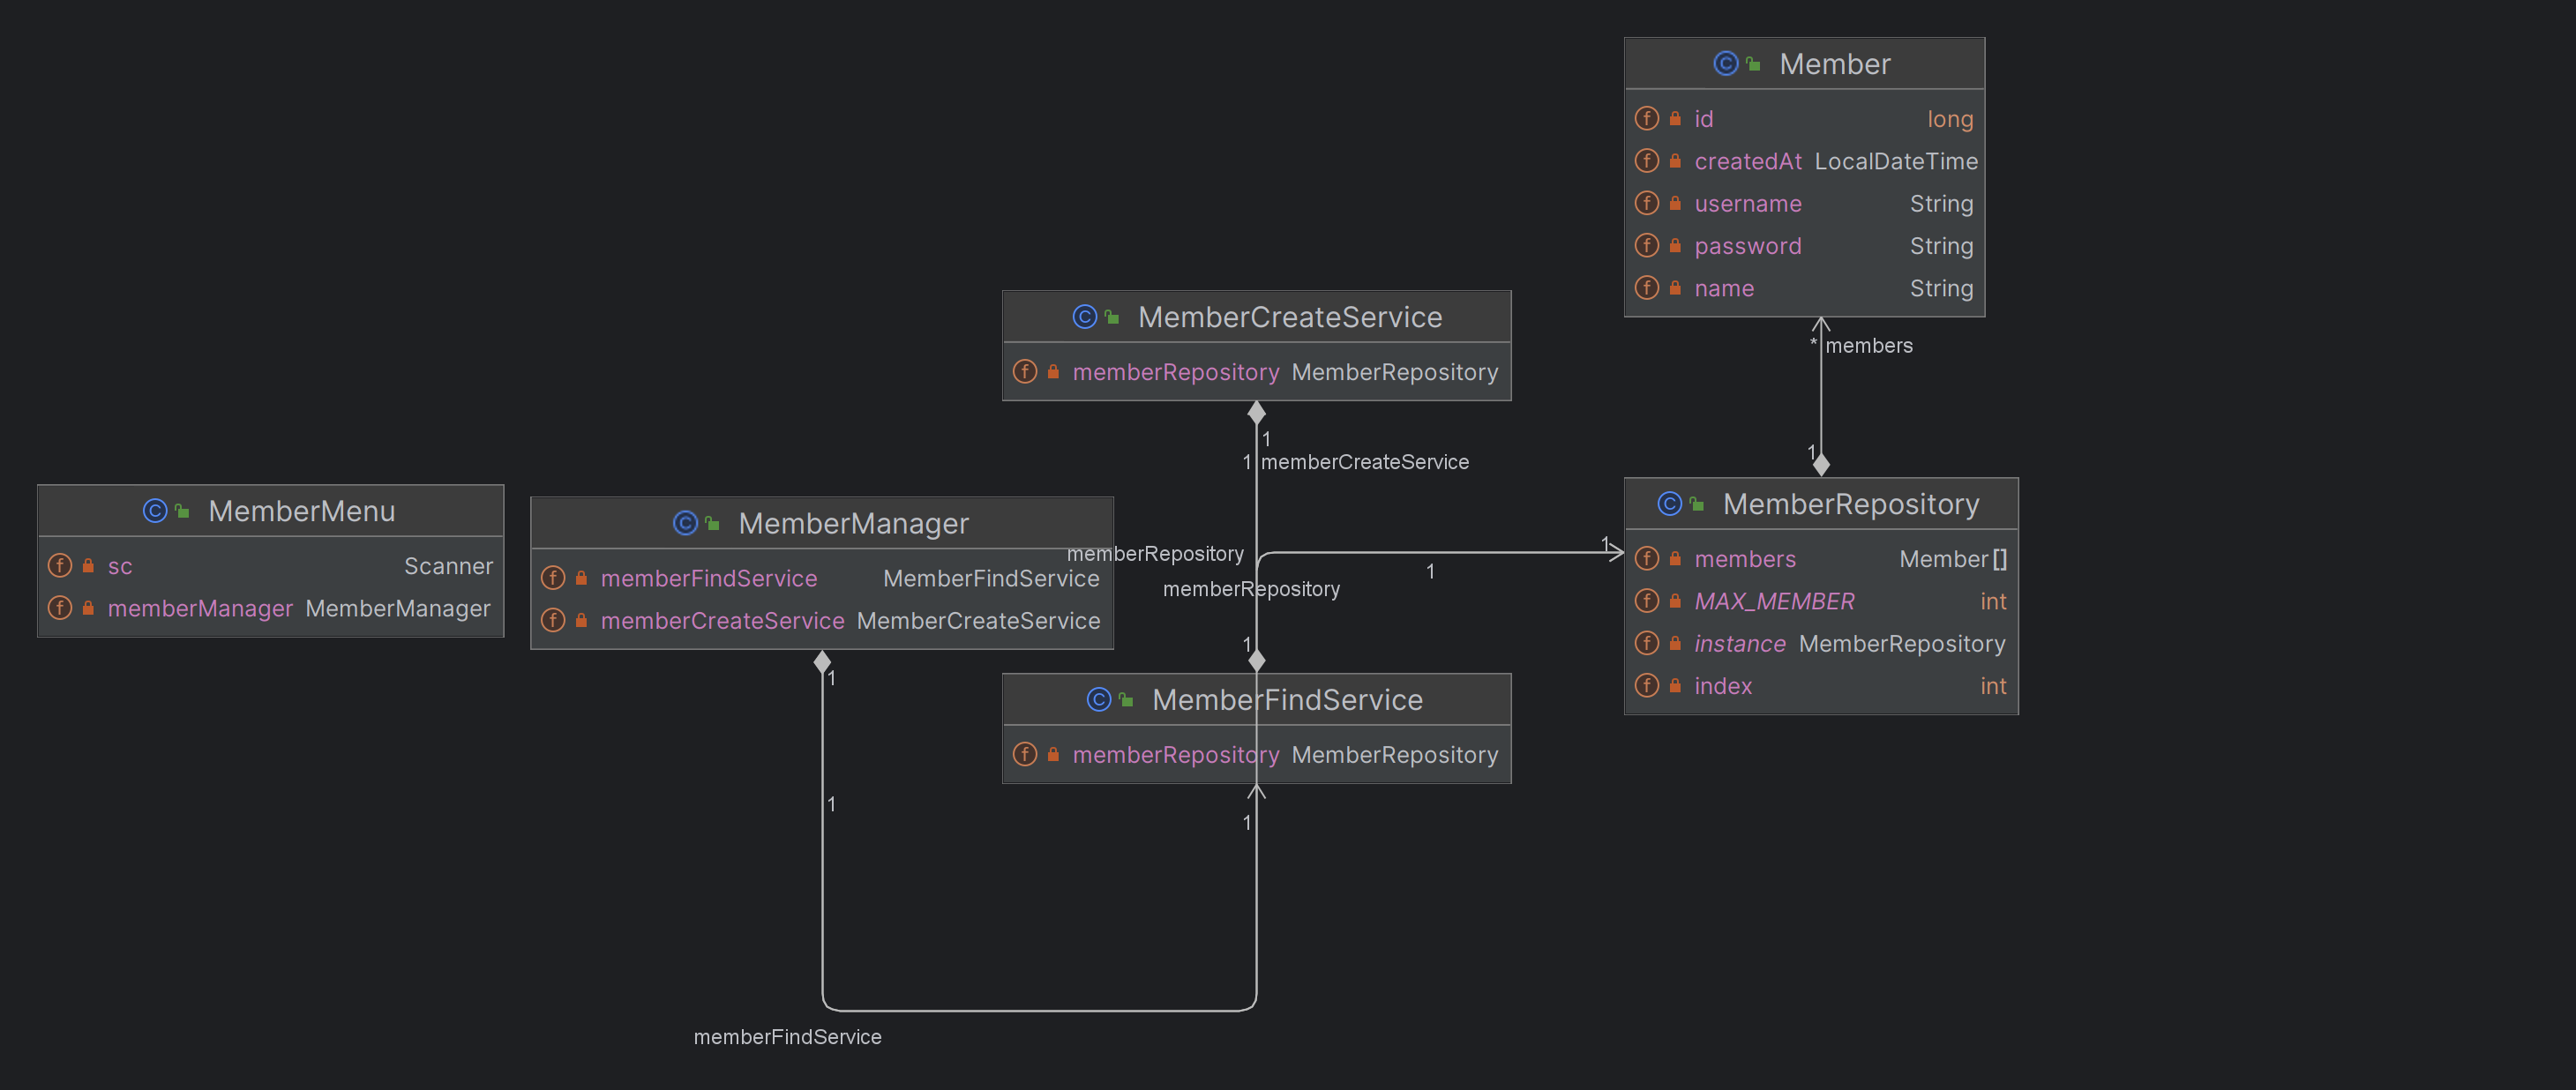 Member
id long
createdAt LocalDateTime
username String
password String
name String
* members
1
MemberCreateService
memberRepository MemberRepository
1
1 memberCreateService
MemberMenu
sc Scanner
memberManager MemberManager
MemberManager
memberFindService MemberFindService
memberCreateService MemberCreateService
1
1
memberFindService
memberRepository
memberRepository
1
1
1
MemberFindService
memberRepository MemberRepository
1
MemberRepository
members Member[]
MAX_MEMBER int
instance MemberRepository
index int